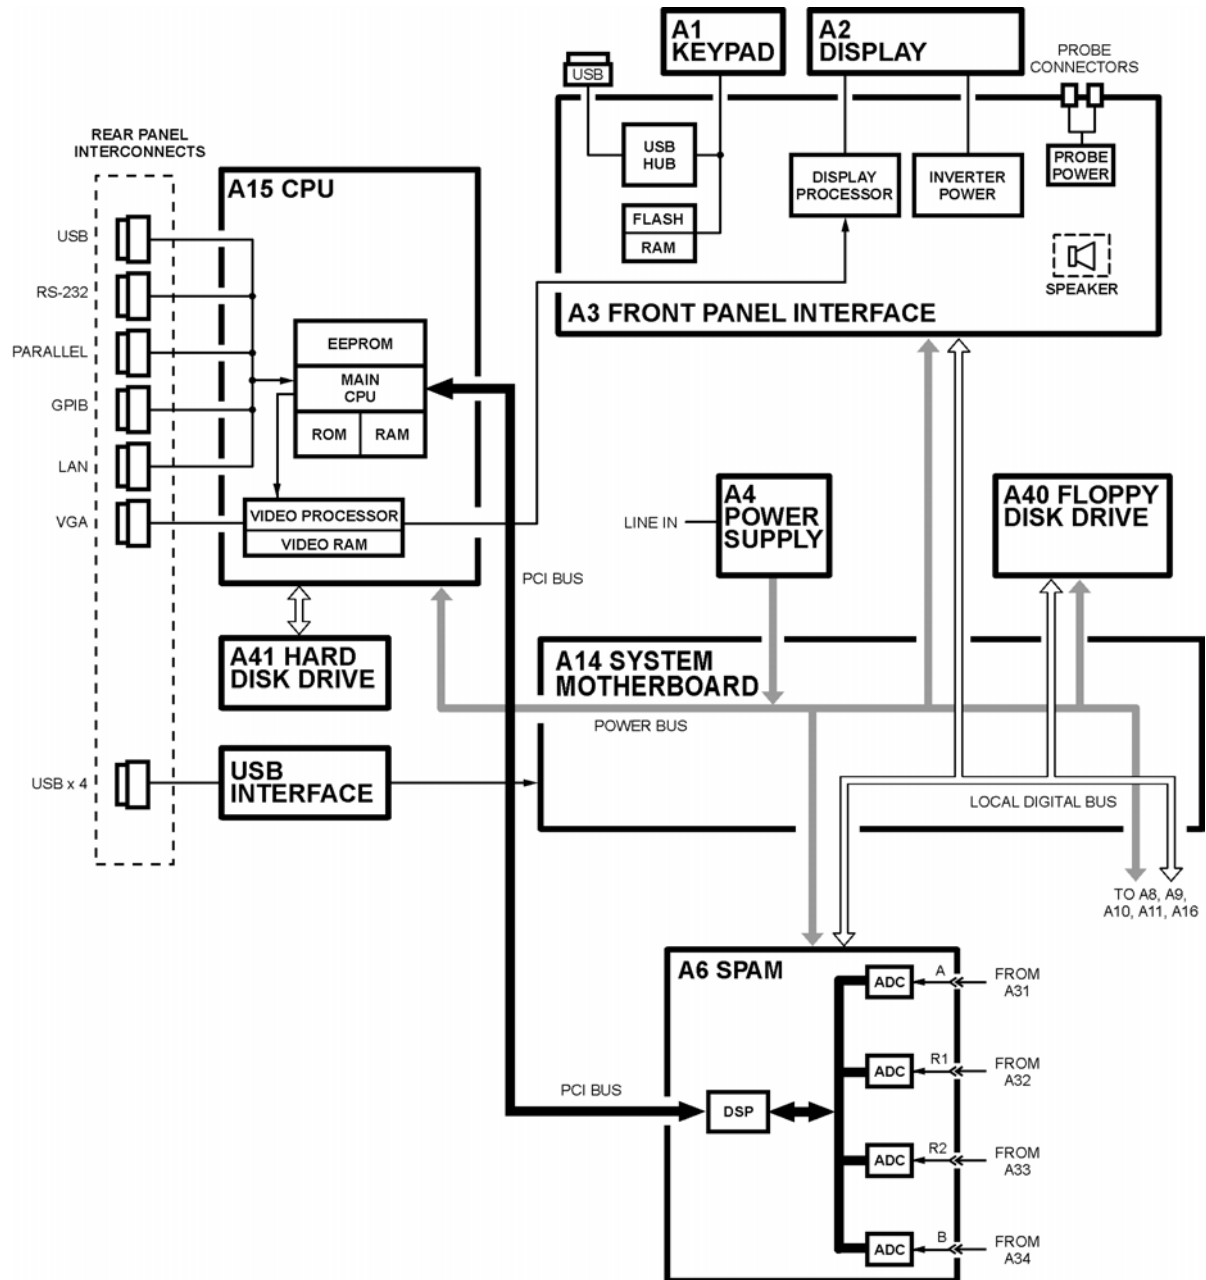 A1
KEYPAD
A2
DISPLAY
PROBE
CONNECTORS
USB
USB
HUB
FLASH
RAM
DISPLAY
PROCESSOR
INVERTER
POWER
PROBE
POWER
SPEAKER
A3 FRONT PANEL INTERFACE
REAR PANEL
INTERCONNECTS
USB
RS-232
PARALLEL
GPIB
LAN
VGA
A15 CPU
EEPROM
MAIN
CPU
ROM
RAM
VIDEO PROCESSOR
VIDEO RAM
PCI BUS
LINE IN
A4
POWER
SUPPLY
A40 FLOPPY
DISK DRIVE
A41 HARD
DISK DRIVE
A14 SYSTEM
MOTHERBOARD
POWER BUS
USB x 4
USB
INTERFACE
LOCAL DIGITAL BUS
TO A8, A9,
A10, A11, A16
A6 SPAM
PCI BUS
DSP
ADC
A
FROM
A31
ADC
R1
FROM
A32
ADC
R2
FROM
A33
ADC
B
FROM
A34